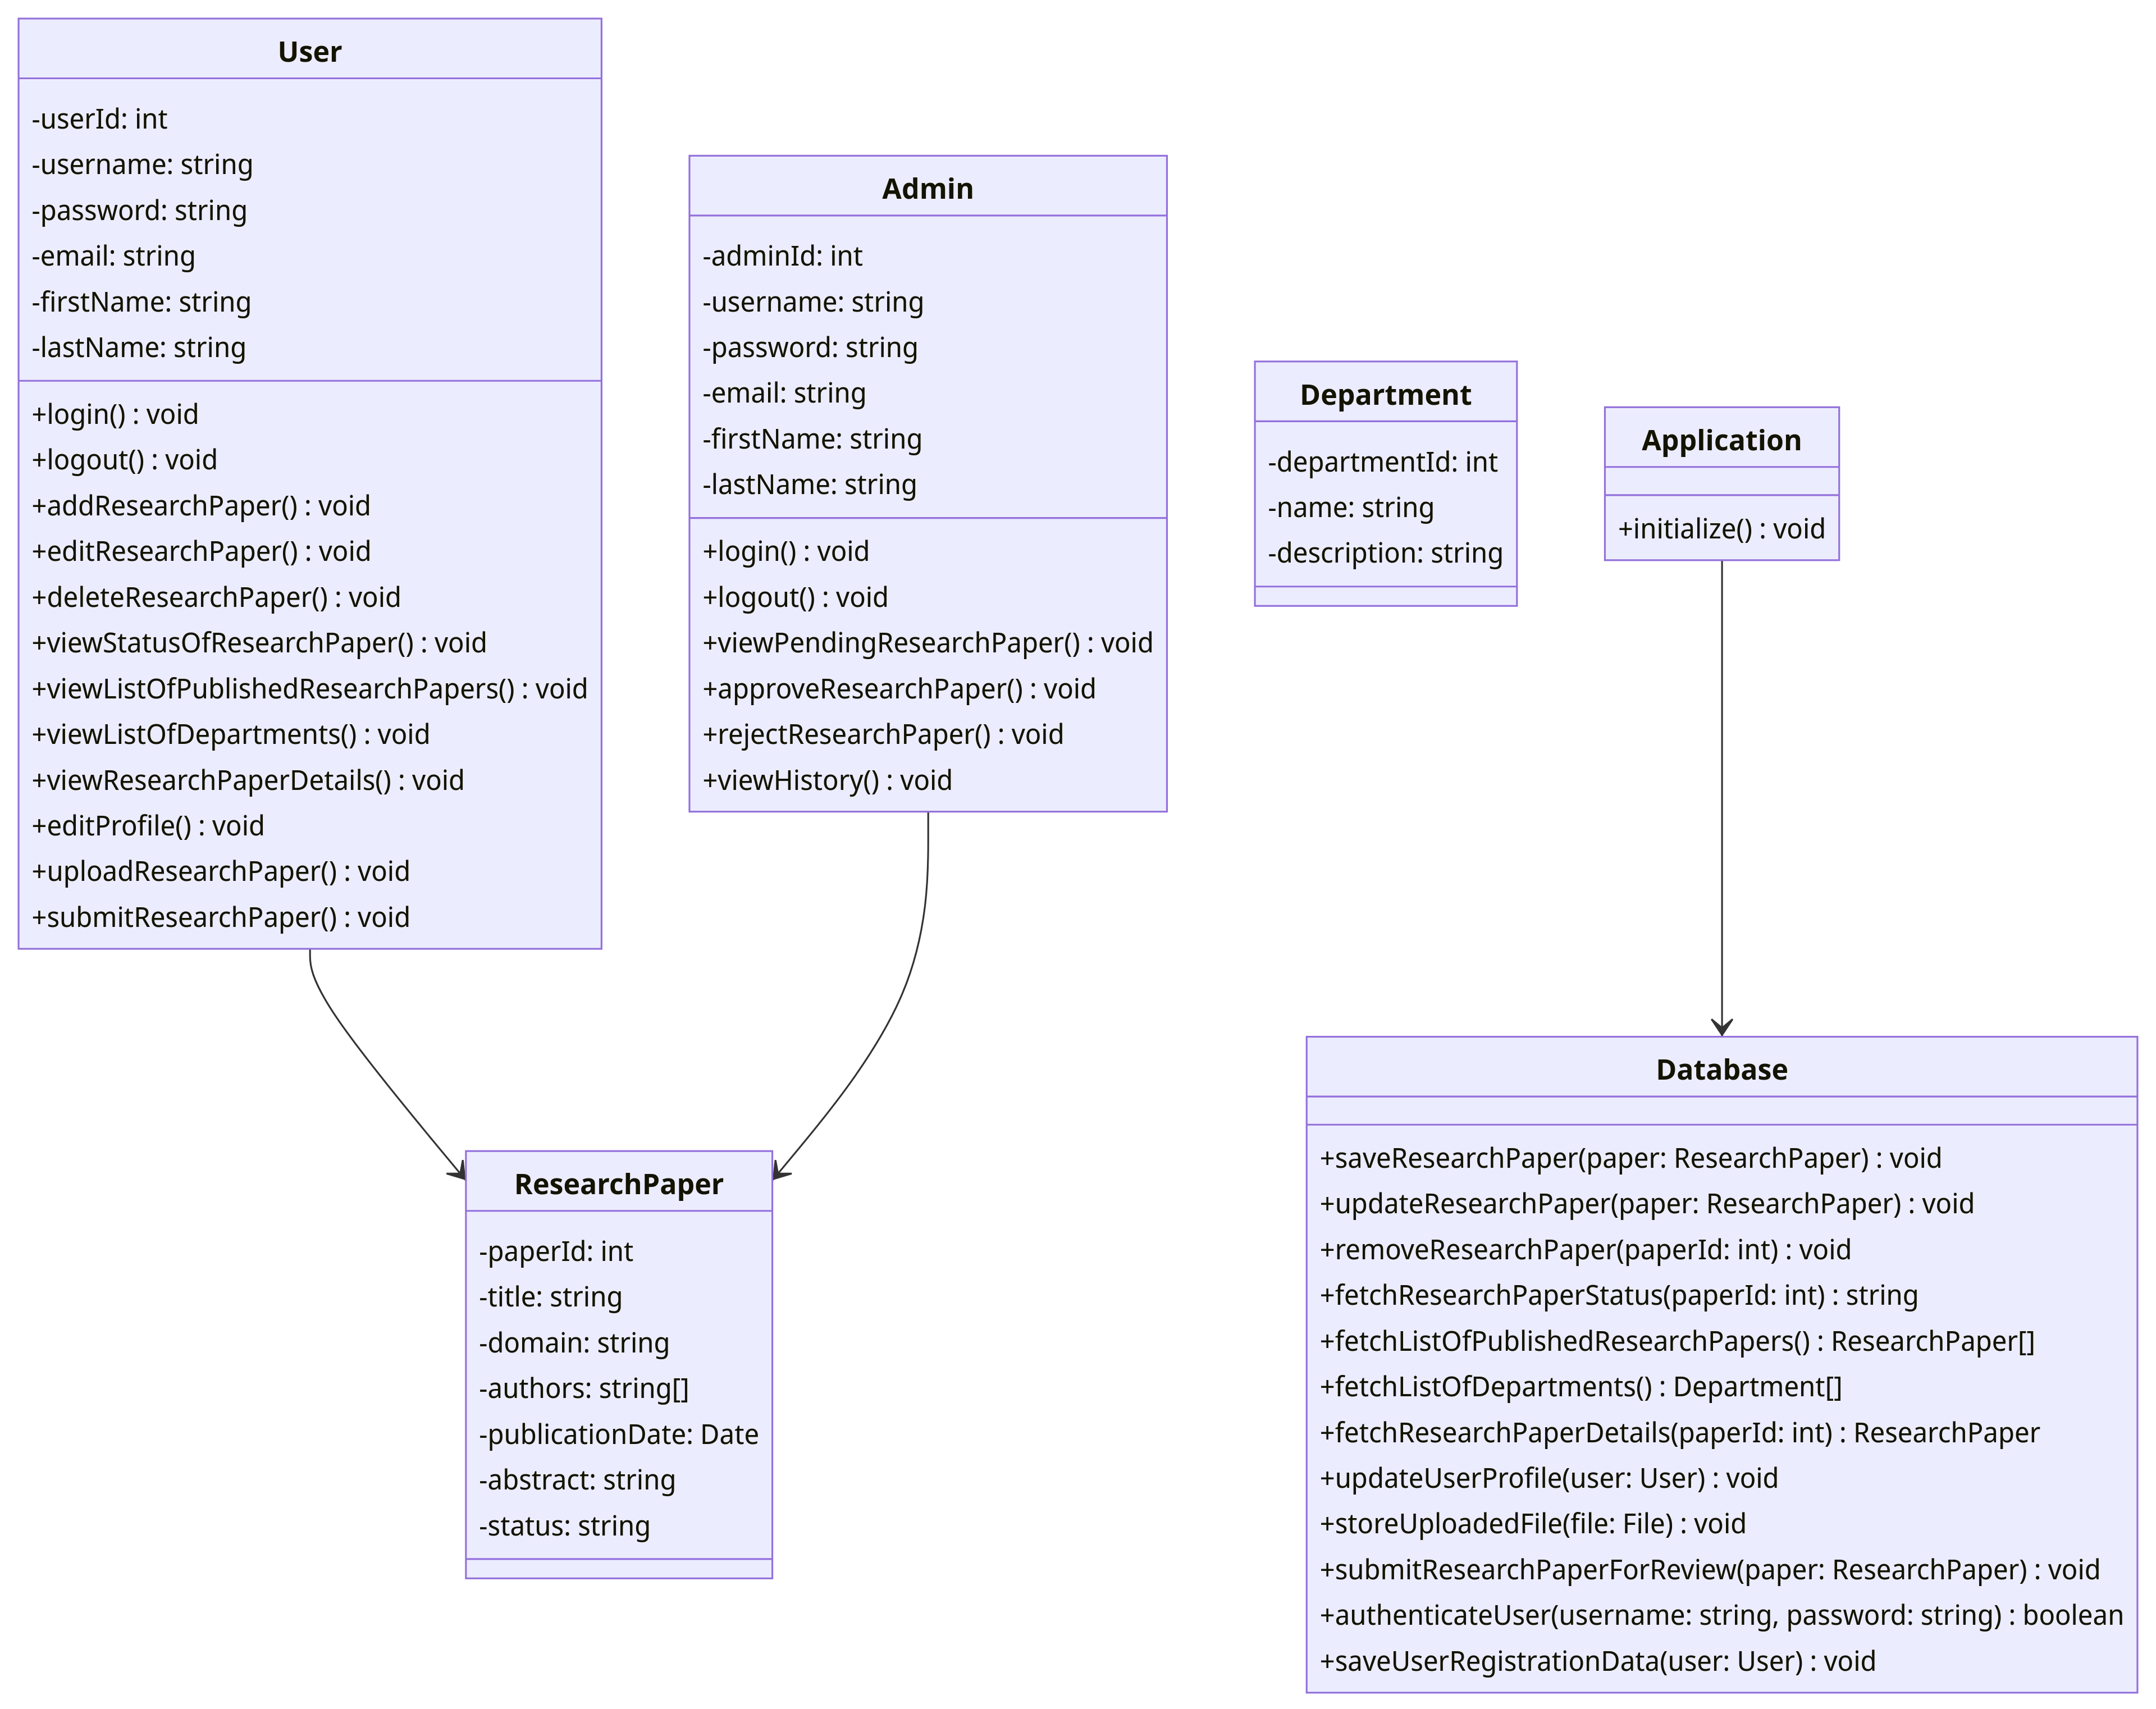 User
-userId: int
-username: string
-password: string
-email: string
-firstName: string
-lastName: string
+login() : void
+logout() : void
+addResearchPaper() : void
+editResearchPaper() : void
+deleteResearchPaper() : void
+viewStatusOfResearchPaper() : void
+viewListOfPublishedResearchPapers() : void
+viewListOfDepartments() : void
+viewResearchPaperDetails() : void
+editProfile() : void
+uploadResearchPaper() : void
+submitResearchPaper() : void
Admin
-adminId: int
-username: string
-password: string
-email: string
-firstName: string
-lastName: string
+login() : void
+logout() : void
+viewPendingResearchPaper() : void
+approveResearchPaper() : void
+rejectResearchPaper() : void
+viewHistory() : void
Department
-departmentId: int
-name: string
-description: string
Application
+initialize() : void
ResearchPaper
-paperId: int
-title: string
-domain: string
-authors: string[]
-publicationDate: Date
-abstract: string
-status: string
Database
+saveResearchPaper(paper: ResearchPaper) : void
+updateResearchPaper(paper: ResearchPaper) : void
+removeResearchPaper(paperId: int) : void
+fetchResearchPaperStatus(paperId: int) : string
+fetchListOfPublishedResearchPapers() : ResearchPaper[]
+fetchListOfDepartments() : Department[]
+fetchResearchPaperDetails(paperId: int) : ResearchPaper
+updateUserProfile(user: User) : void
+storeUploadedFile(file: File) : void
+submitResearchPaperForReview(paper: ResearchPaper) : void
+authenticateUser(username: string, password: string) : boolean
+saveUserRegistrationData(user: User) : void